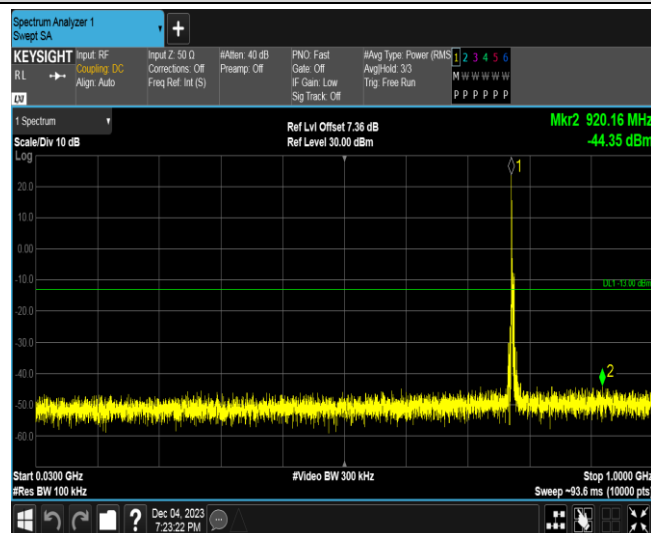 Spectrum Analyzer 1
Swept SA
+
KEYSIGHT Input: RF Input Z: 50 Ω #Atten: 40 dB PNO: Fast #Avg Type: Power (RMS 1 2 3 4 5 6
RL Coupling: DC Corrections: Off Preamp: Off Gate: Off Avg|Hold: 3/3 M W W W W W
Align: Auto Freq Ref: Int (S) IF Gain: Low Trig: Free Run
Sig Track: Off P P P P P P
LXI
1 Spectrum Ref Lvl Offset 7.36 dB Mkr2 920.16 MHz
Scale/Div 10 dB Ref Level 30.00 dBm -44.35 dBm
Log
1
20.0
10.0
0.00
-10.0
DL1 -13.00 dBm
-20.0
-30.0
-40.0
2
-50.0
-60.0
Start 0.0300 GHz #Video BW 300 kHz Stop 1.0000 GHz
#Res BW 100 kHz Sweep ~93.6 ms (10000 pts)
? Dec 04, 2023
7:23:22 PM